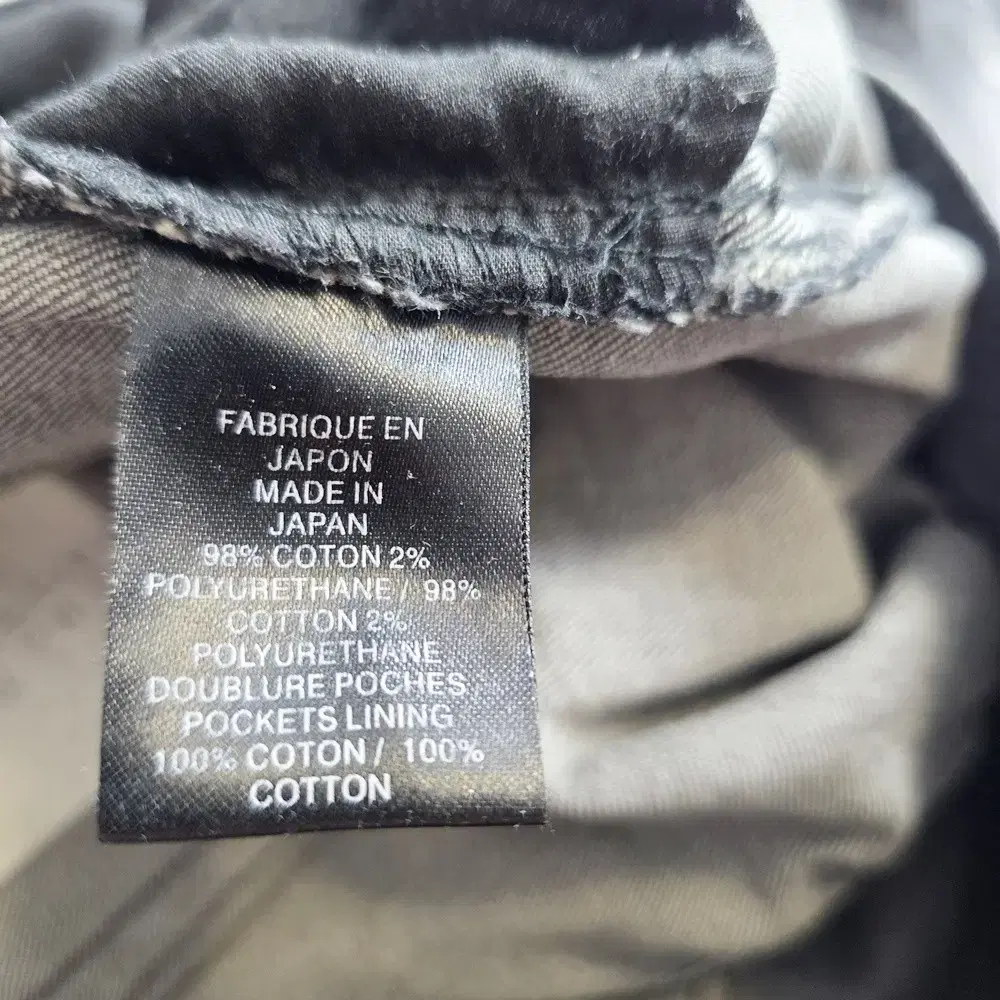 FABRIQUE EN
JAPON
MADE IN
JAPAN
98% COTON 2%
POLYURETHANE / 98%
COTTON 2%
POLYURETHANE
DOUBLURE POCHES
POCKETS LINING
100% COTON / 100%
COTTON